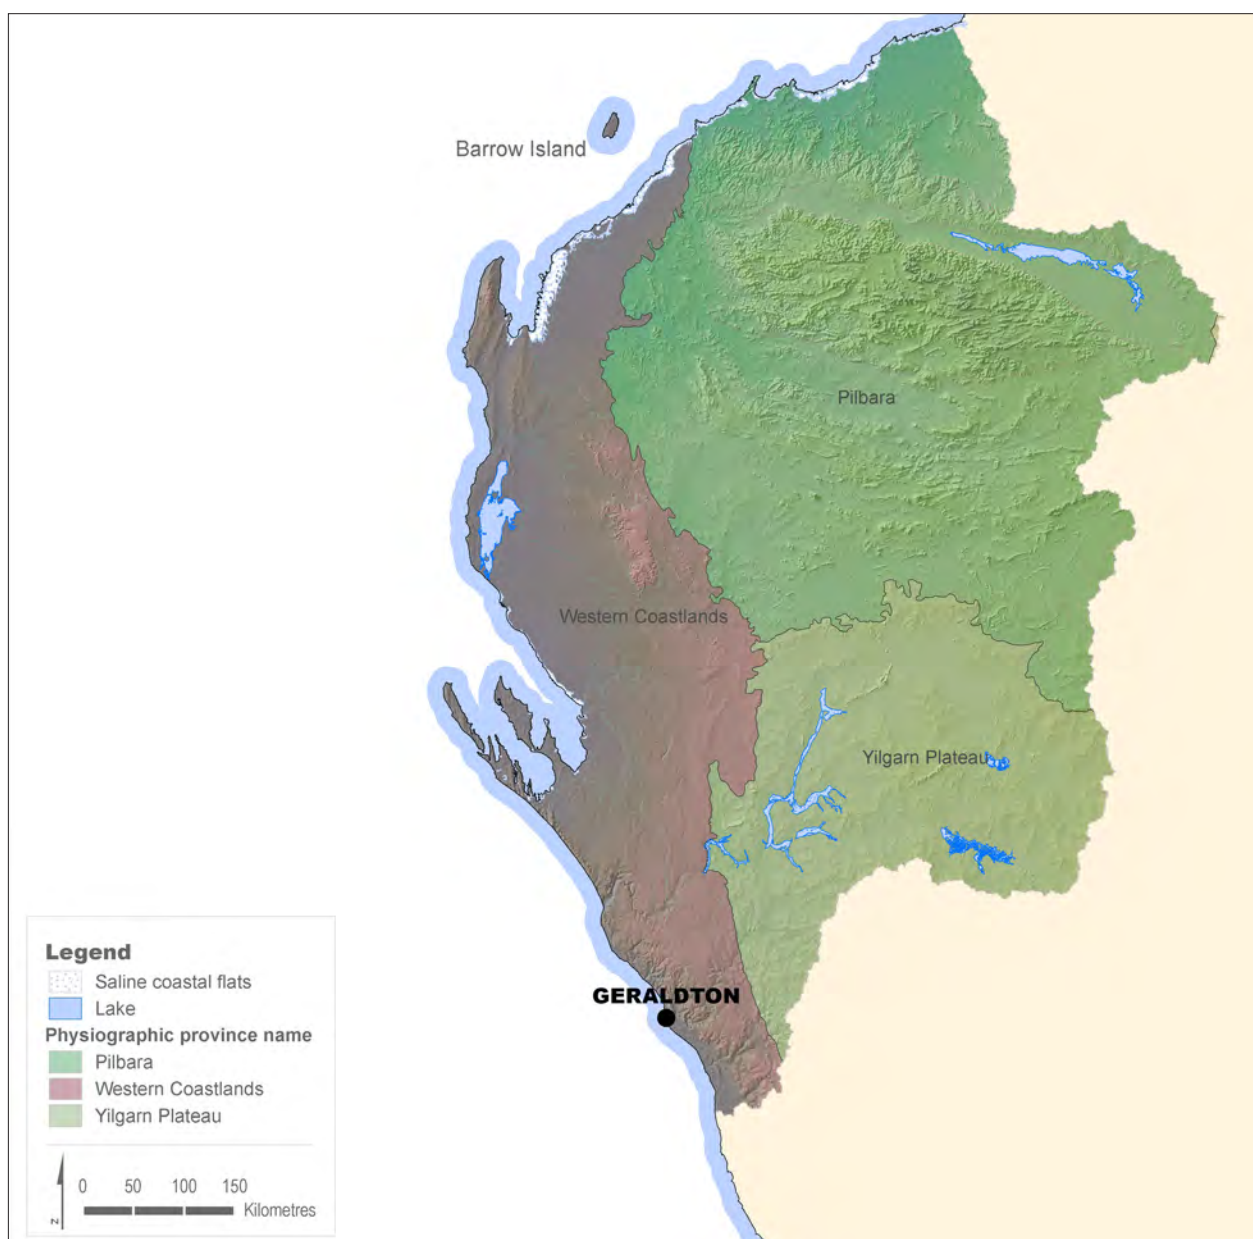 Barrow Island
Pilbara
Western Coastlands
Yilgarn Plateau
GERALDTON
Legend
Saline coastal flats
Lake
Physiographic province name
Pilbara
Western Coastlands
Yilgarn Plateau
0 50 100 150
Kilometres
N